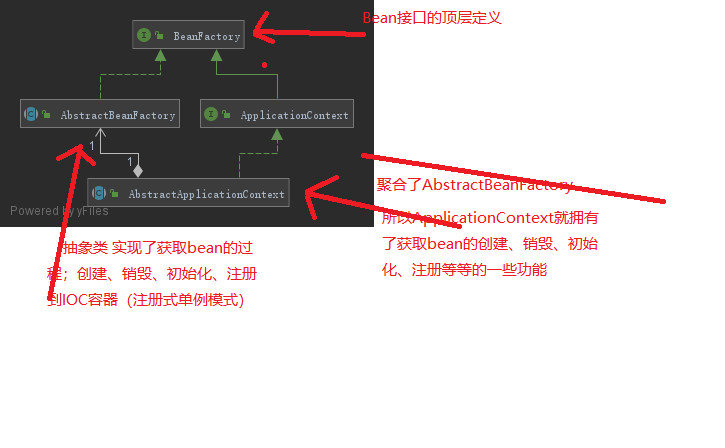 BeanFactory
Bean接口的顶层定义
AbstractBeanFactory
ApplicationContext
1
1
AbstractApplicationContext
Powered by yFiles
聚合了AbstractBeanFactory
所以ApplicationContext就拥有
了获取bean的创建、销毁、初始
化、注册等等的一些功能
抽象类 实现了获取bean的过
程；创建、销毁、初始化、注册
到IOC容器（注册式单例模式）